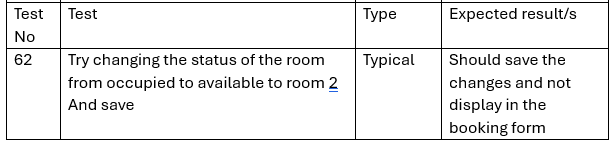 Test No
Test
Type
Expected result/s
62
Try changing the status of the room
from occupied to available to room 2
And save
Typical
Should save the
changes and not
display in the
booking form